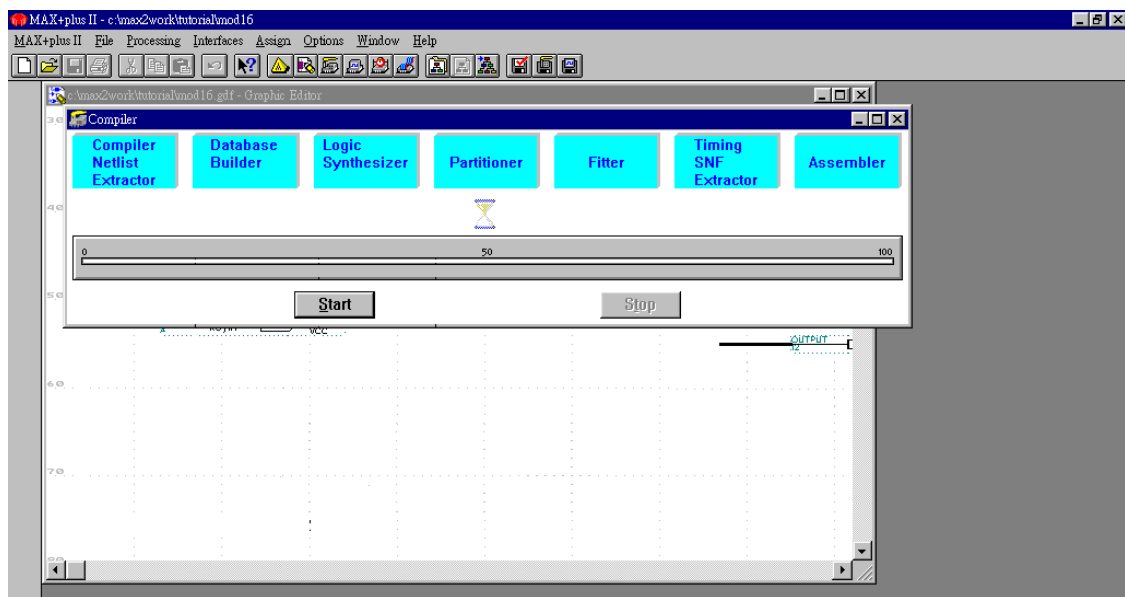 MAX+plus II - c:\max2work\tutorial\mod16
MAX+plus II File Processing Interfaces Assign Options Window Help
c:\max2work\tutorial\mod16.gdf - Graphic Editor
30
Compiler
Compiler
Netlist
Extractor
Database
Builder
Logic
Synthesizer
Partitioner
Fitter
Timing
SNF
Extractor
Assembler
40
0 50 100
50
Start
Stop
VCC
OUTPUT
12
60
70